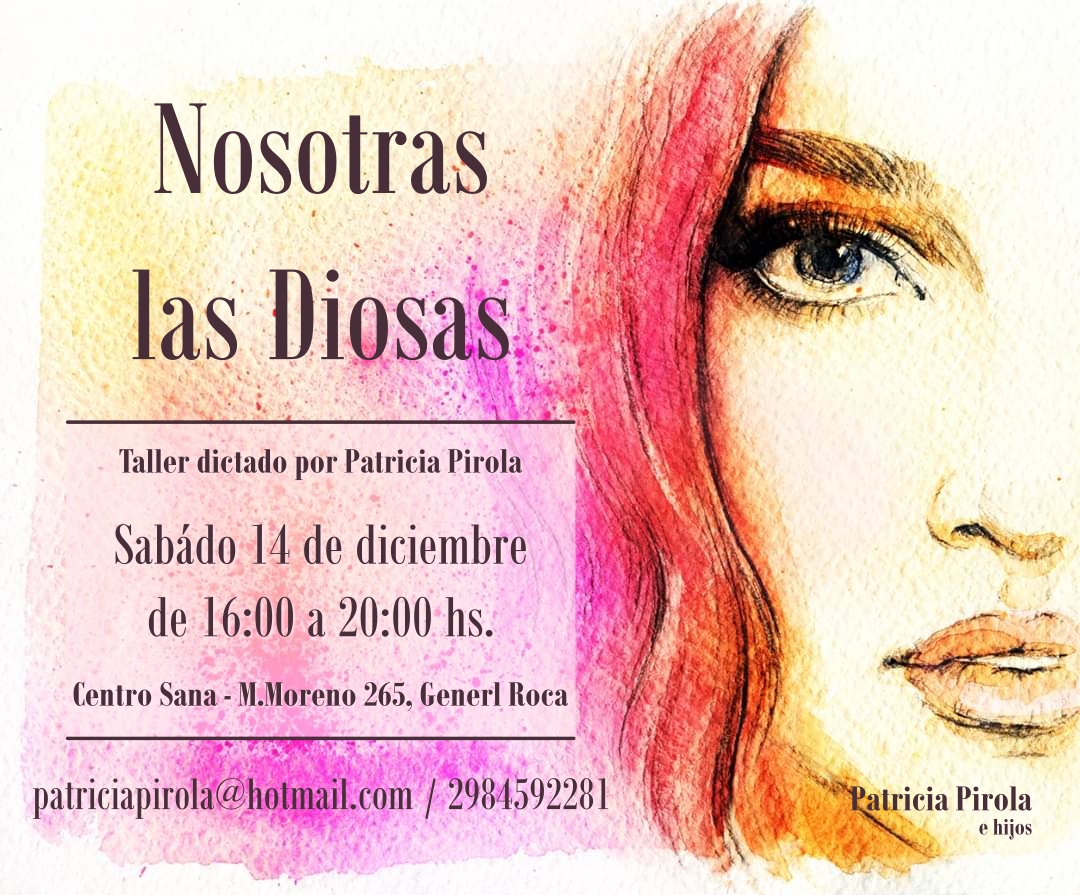 Nosotras
las Diosas
Taller dictado por Patricia Pirola
Sabádo 14 de diciembre
de 16:00 a 20:00 hs.
Centro Sana - M.Moreno 265, Generl Roca
patriciapirola@hotmail.com / 2984592281
Patricia Pirola
e hijos